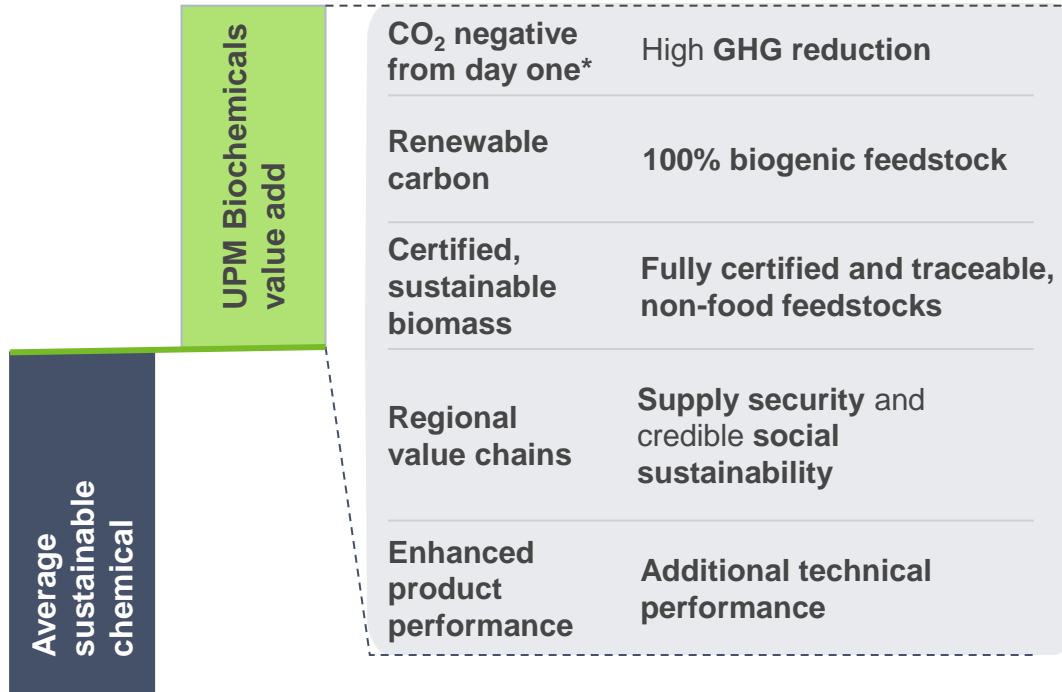 UPM Biochemicals
value add
Average
sustainable
chemical
CO₂ negative
from day one*
High GHG reduction
Renewable
carbon
100% biogenic feedstock
Certified,
sustainable
biomass
Fully certified and traceable,
non-food feedstocks
Regional
value chains
Supply security and
credible social
sustainability
Enhanced
product
performance
Additional technical
performance